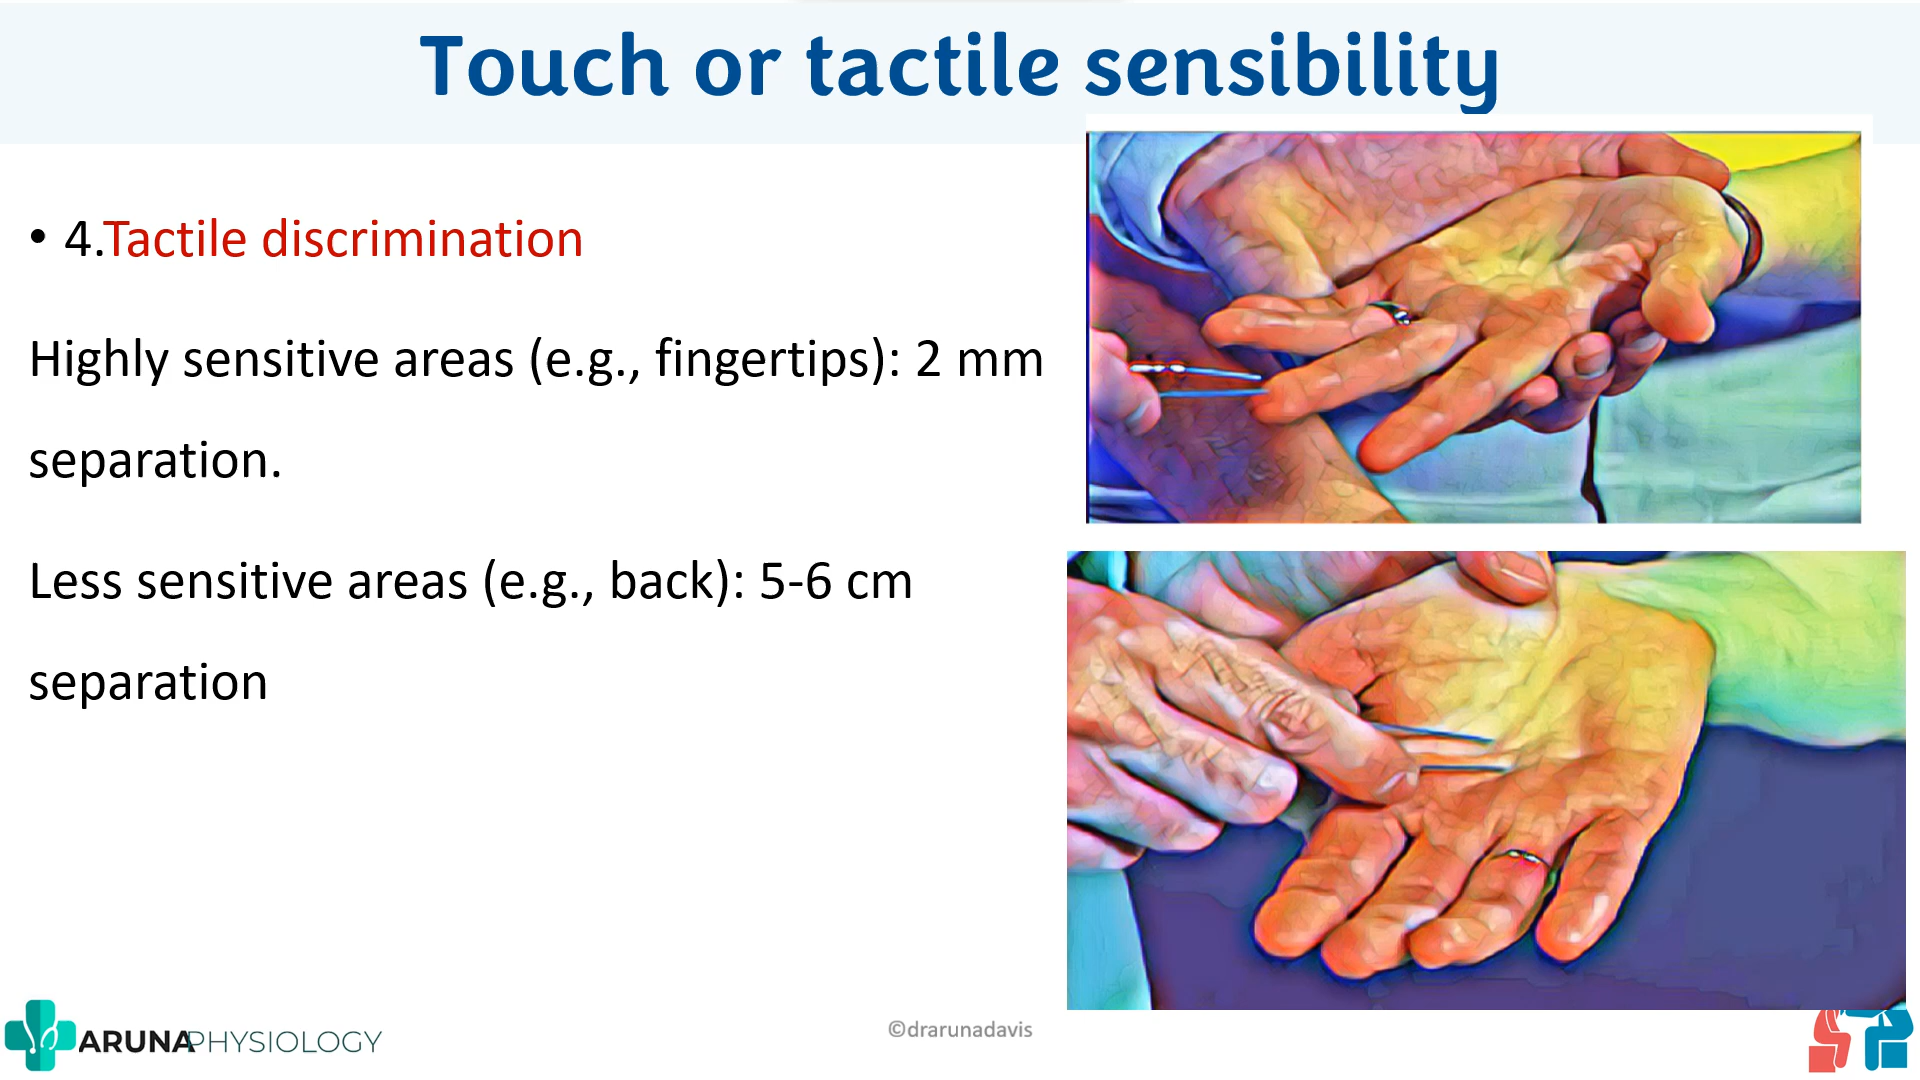 Touch or tactile sensibility
• 4.Tactile discrimination
Highly sensitive areas (e.g., fingertips): 2 mm
separation.
Less sensitive areas (e.g., back): 5-6 cm
separation
ARUNAPHYSIOLOGY
©drarunadavis